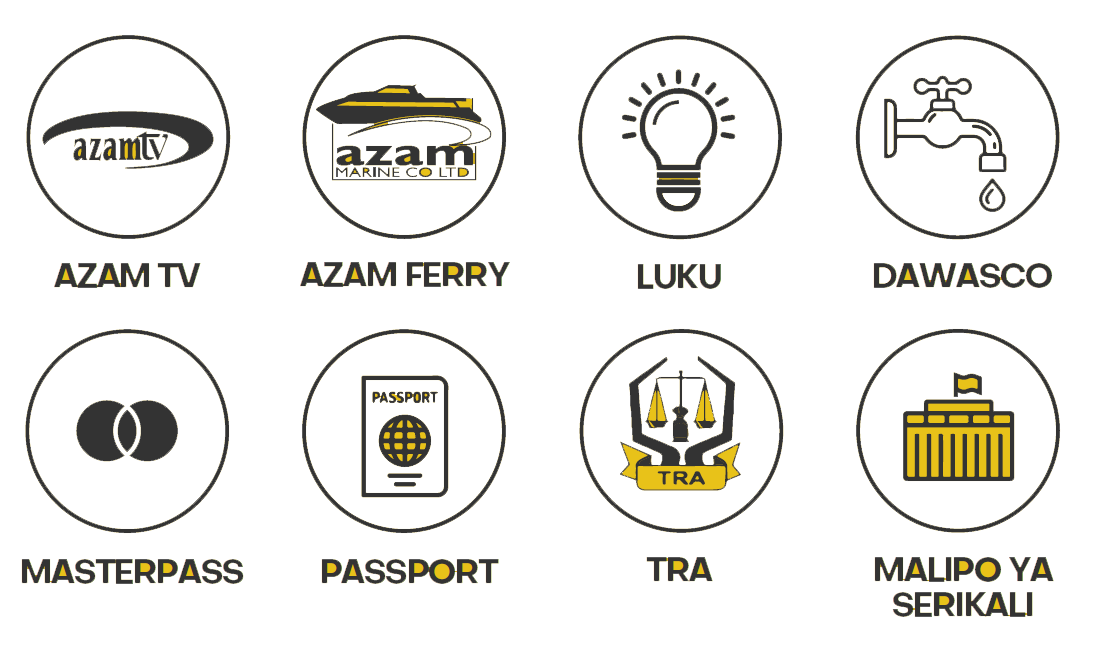 azamtv
azam
MARINE CO LTD
AZAM TV
AZAM FERRY
LUKU
DAWASCO
PASSPORT
TRA
MASTERPASS
PASSPORT
TRA
MALIPO YA
SERIKALI